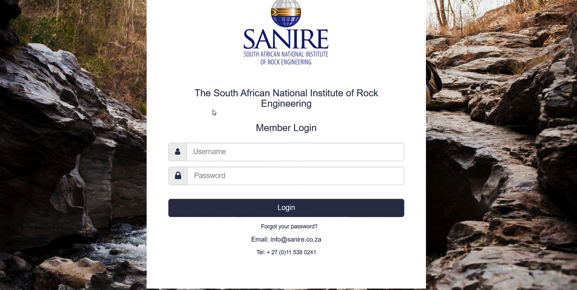 SANIRE
SOUTH AFRICAN NATIONAL INSTITUTE
OF ROCK ENGINEERING
The South African National Institute of Rock
Engineering
Member Login
Username
Password
Login
Forgot your password?
Email: info@sanire.co.za
Tel: + 27 (0)11 538 0241